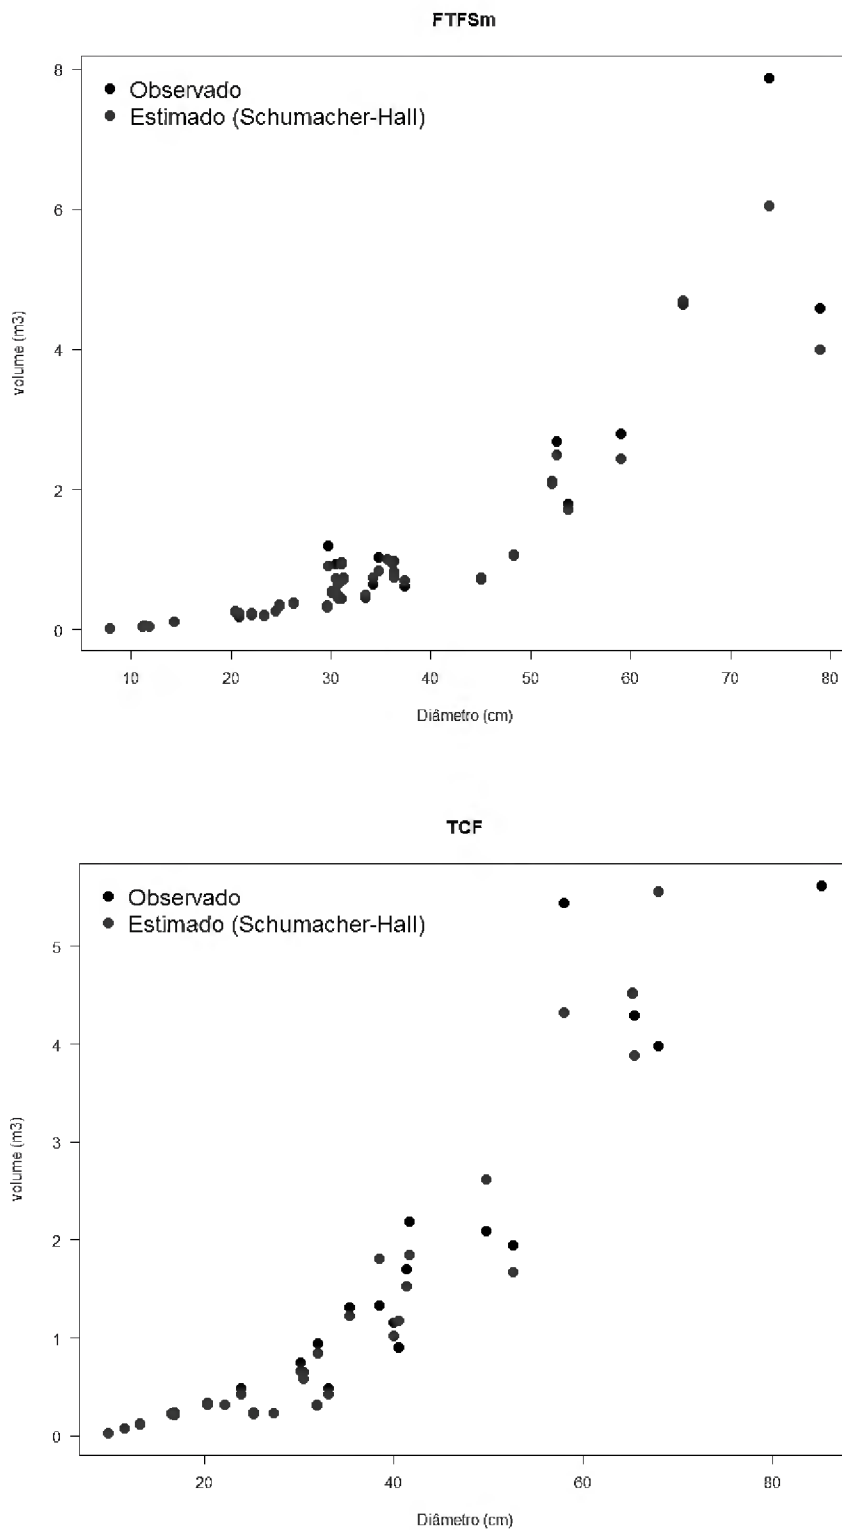 FTFSm
Observado
Estimado (Schumacher-Hall)
8
6
4
2
0
volume (m3)
10 20 30 40 50 60 70 80
Diâmetro (cm)
TCF
Observado
Estimado (Schumacher-Hall)
5
4
3
2
1
0
volume (m3)
20 40 60 80
Diâmetro (cm)